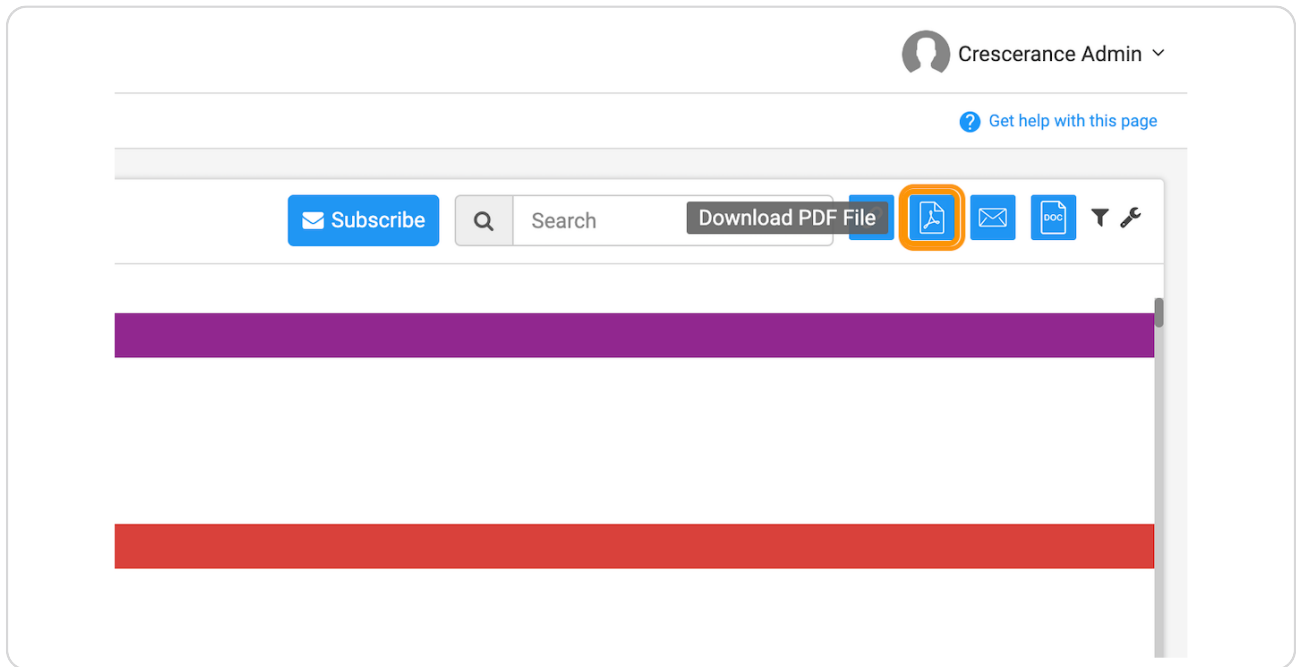 Crescerance Admin
? Get help with this page
Subscribe
Search
Download PDF File
DOC